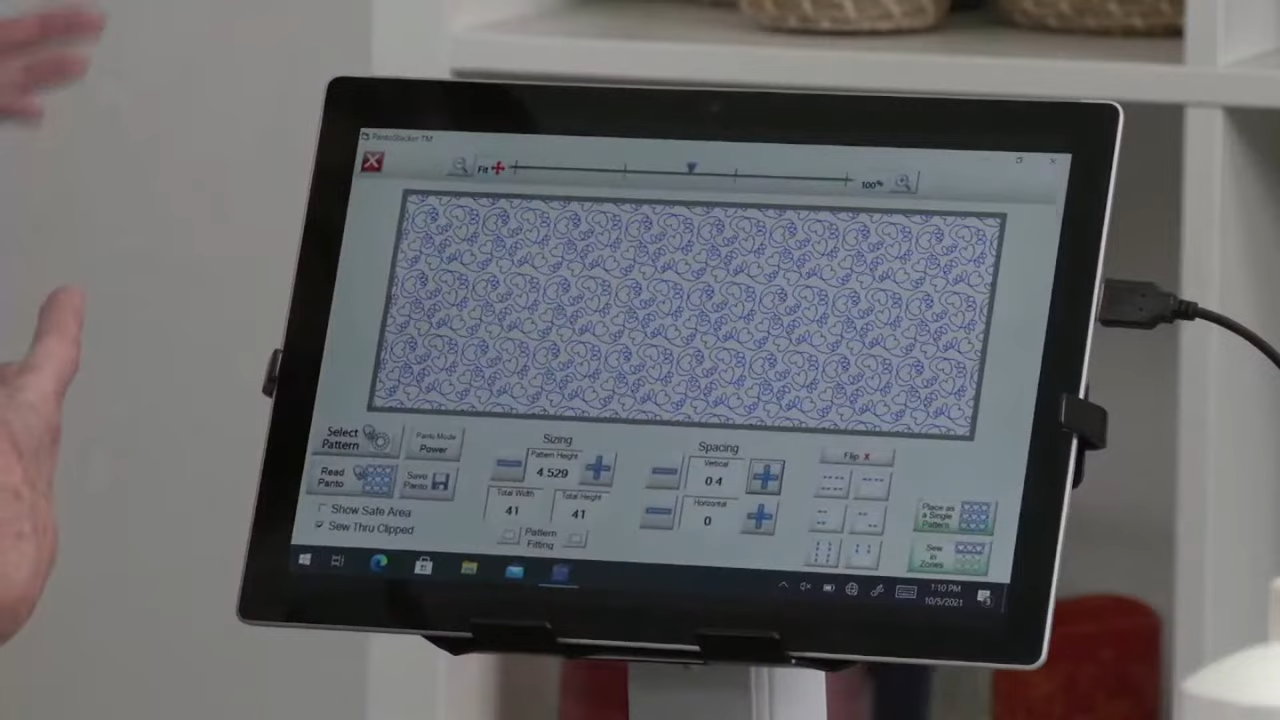 PantoStacker TM
Fit
100%
Select
Pattern
Panto Mode
Power
Read
Panto
Save
Panto
Show Safe Area
Sew Thru Clipped
Sizing
Pattern Height
4.529
Total Width
41
Total Height
41
Pattern
Fitting
Spacing
Vertical
0.4
Horizontal
0
Flip X
Place as
a Single
Pattern
Sew
in
Zones
1:10 PM
10/5/2021